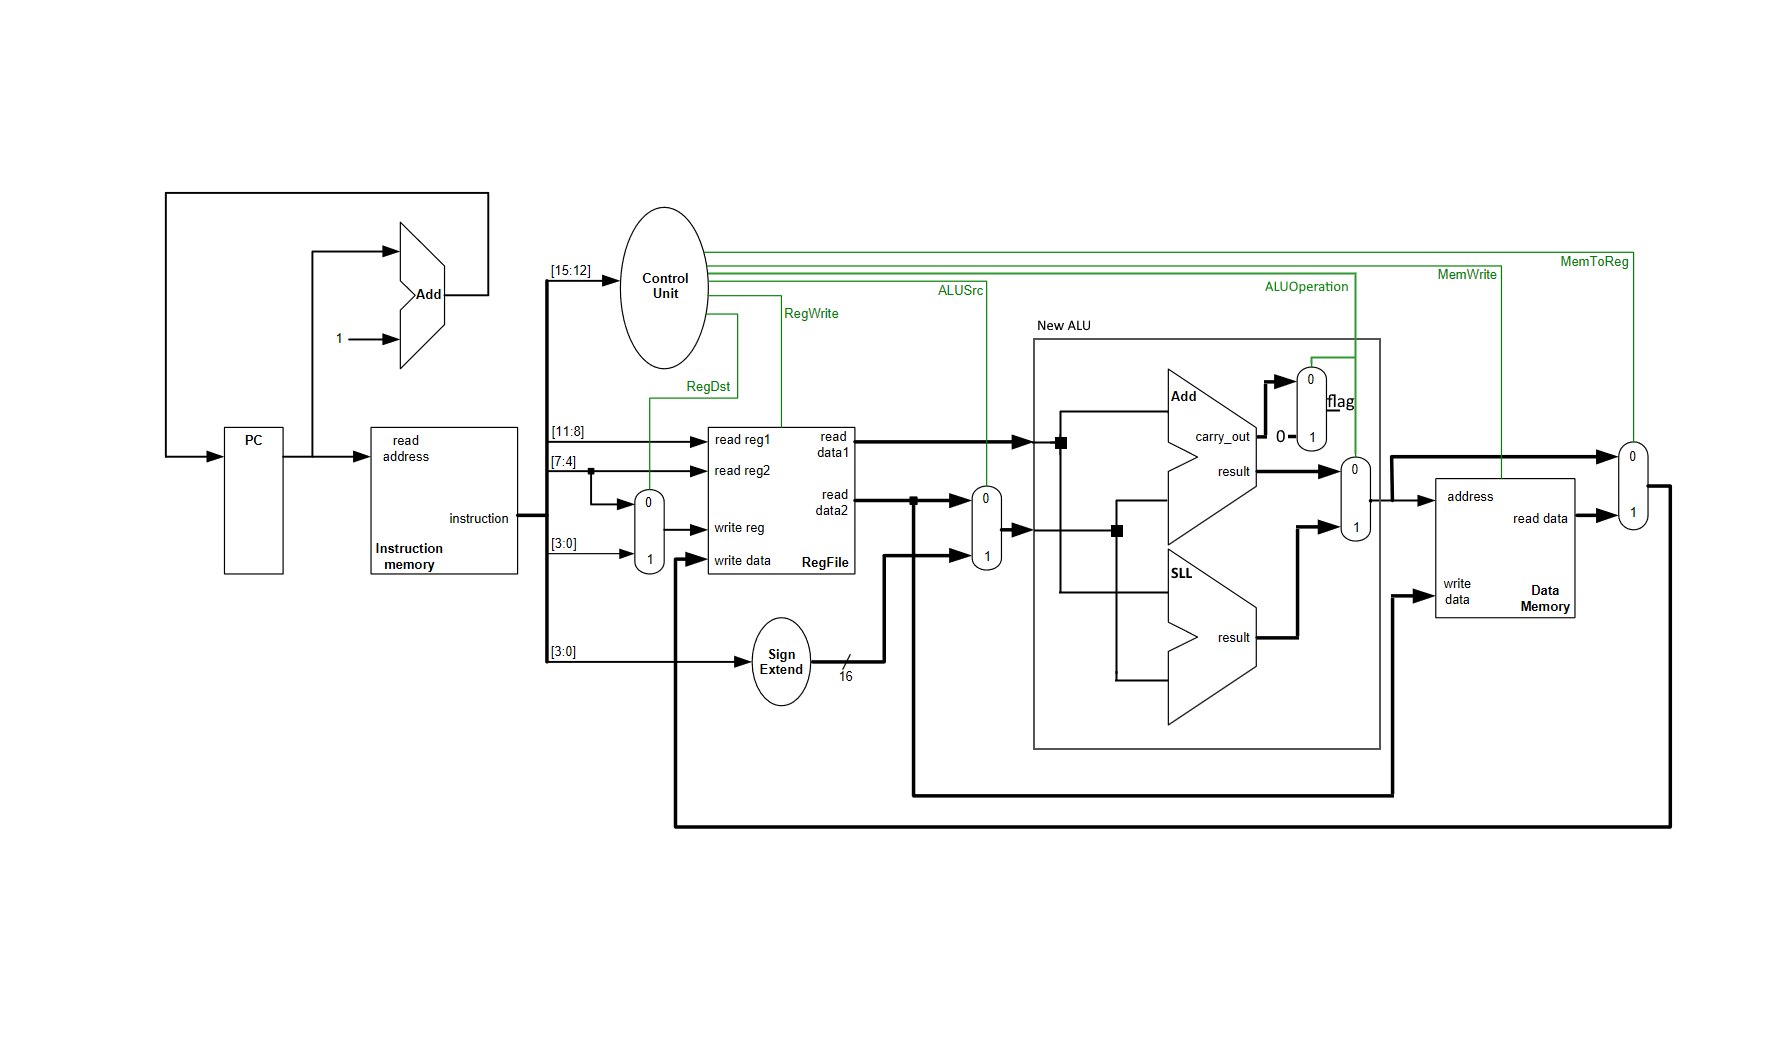 Add
1
PC
read
address
instruction
Instruction
memory
[15:12]
[11:8]
[7:4]
[3:0]
[3:0]
Control
Unit
RegDst
RegWrite
ALUSrc
ALUOperation
MemWrite
MemToReg
0
1
read reg1
read
data1
read reg2
read
data2
write reg
write data
RegFile
Sign
Extend
16
0
1
New ALU
Add
carry_out
result
SLL
result
0
0
1
flag
0
1
address
read data
write
data
Data
Memory
0
1